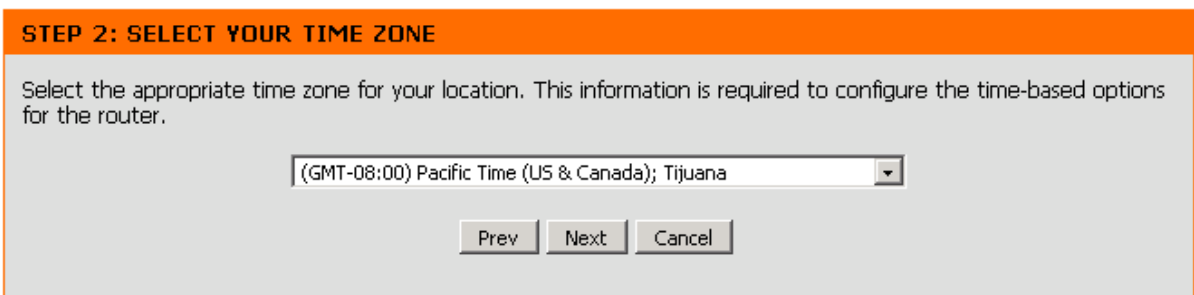 STEP 2: SELECT YOUR TIME ZONE
Select the appropriate time zone for your location. This information is required to configure the time-based options
for the router.
(GMT-08:00) Pacific Time (US & Canada); Tijuana
Prev Next Cancel